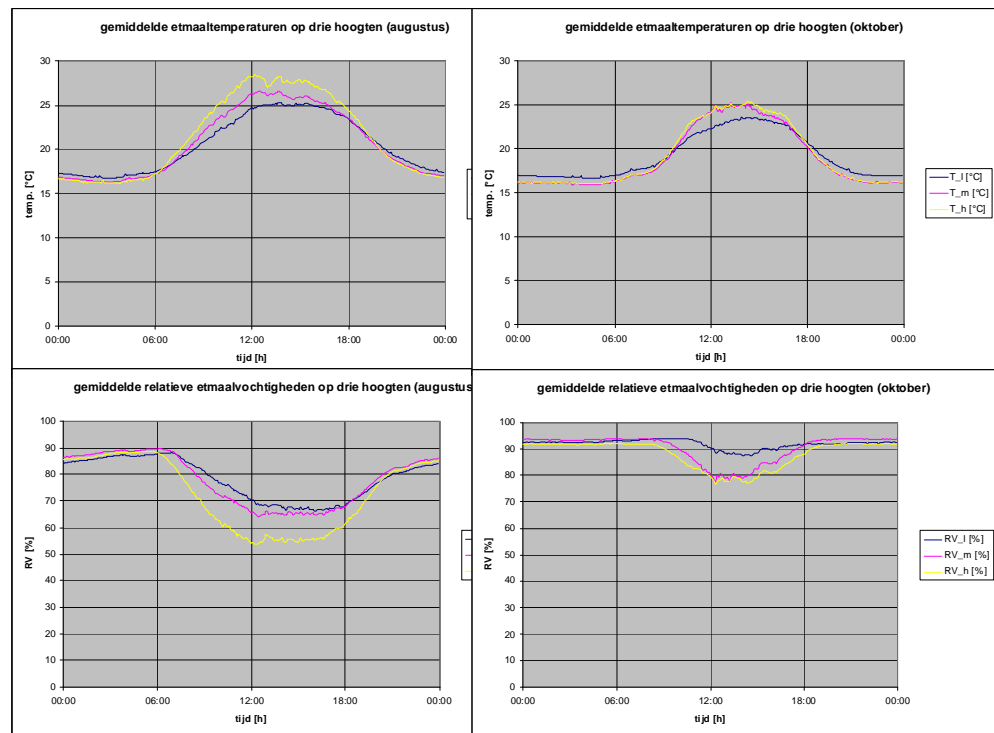 gemiddelde etmaaltemperaturen op drie hoogten (augustus)
30
25
20
15
10
5
0
temp. [°C]
00:00 06:00 12:00 18:00 00:00
tijd [h]
gemiddelde etmaaltemperaturen op drie hoogten (oktober)
30
25
20
15
10
5
0
temp. [°C]
00:00 06:00 12:00 18:00 00:00
tijd [h]
T_l [°C]
T_m [°C]
T_h [°C]
gemiddelde relatieve etmaalvochtigheden op drie hoogten (augustus
100
90
80
70
60
50
40
30
20
10
0
RV [%]
00:00 06:00 12:00 18:00 00:00
tijd [h]
gemiddelde relatieve etmaalvochtigheden op drie hoogten (oktober)
100
90
80
70
60
50
40
30
20
10
0
RV [%]
00:00 06:00 12:00 18:00 00:00
tijd [h]
RV_l [%]
RV_m [%]
RV_h [%]